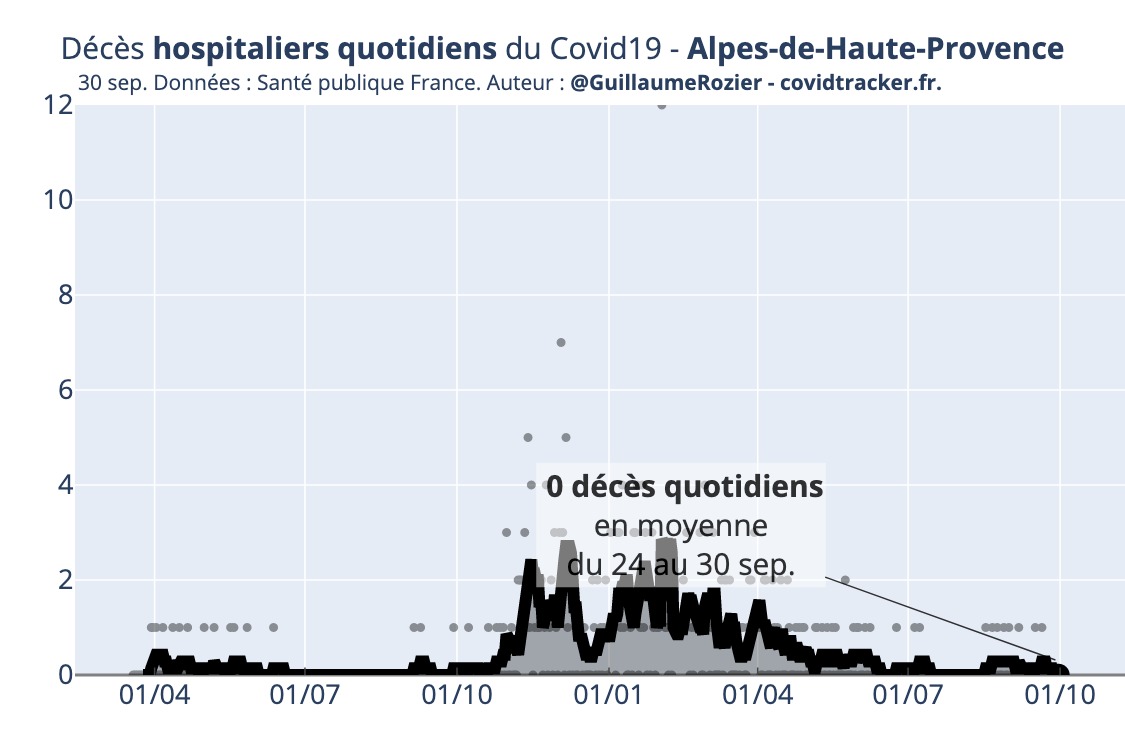 Décès hospitaliers quotidiens du Covid19 - Alpes-de-Haute-Provence
30 sep. Données : Santé publique France. Auteur : @GuillaumeRozier - covidtracker.fr.
12
10
8
6
4
2
0
0 décès quotidiens
en moyenne
du 24 au 30 sep.
01/04 01/07 01/10 01/01 01/04 01/07 01/10